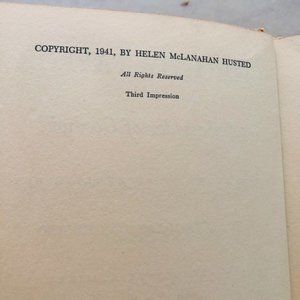 COPYRIGHT, 1941, BY HELEN McLANAHAN HUSTED
All Rights Reserved
Third Impression